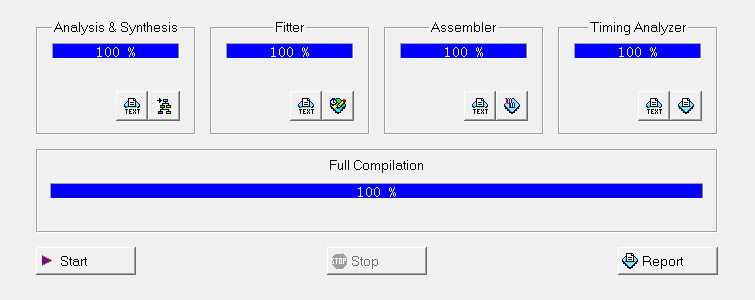 Analysis & Synthesis
100 %
TEXT
Fitter
100 %
TEXT
Assembler
100 %
TEXT
Timing Analyzer
100 %
TEXT
Full Compilation
100 %
Start
STOP Stop
Report